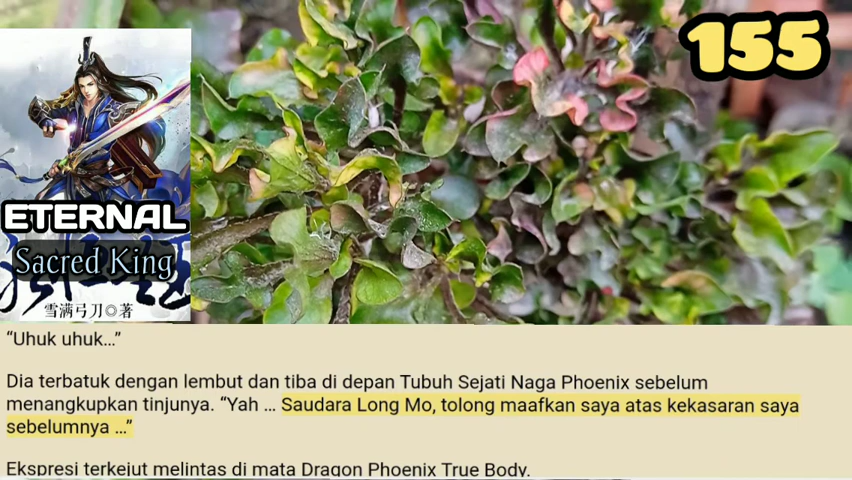 155
ETERNAL
Sacred King
雪满弓刀◎著
“Uhuk uhuk…”
Dia terbatuk dengan lembut dan tiba di depan Tubuh Sejati Naga Phoenix sebelum
menangkupkan tinjunya. “Yah … Saudara Long Mo, tolong maafkan saya atas kekasaran saya
sebelumnya …”
Ekspresi terkejut melintas di mata Dragon Phoenix True Body.